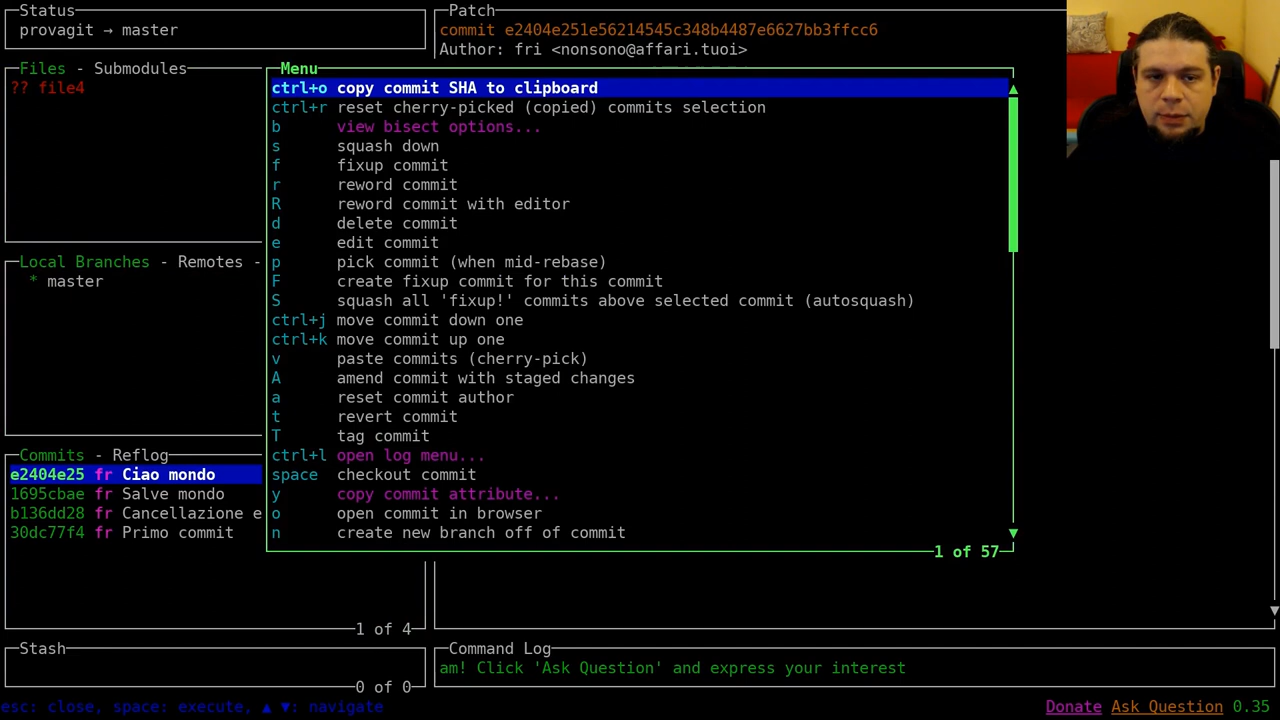 Status
provagit → master
Patch
commit e2404e251e56214545c348b4487e6627bb3ffcc6
Author: fri <nonsono@affari.tuoi>
Files - Submodules
?? file4
Local Branches - Remotes -
* master
Commits - Reflog
e2404e25 fr Ciao mondo
1695cbae fr Salve mondo
b136dd28 fr Cancellazione e
30dc77f4 fr Primo commit
1 of 4
Menu
ctrl+o copy commit SHA to clipboard
ctrl+r reset cherry-picked (copied) commits selection
b view bisect options...
s squash down
f fixup commit
r reword commit
R reword commit with editor
d delete commit
e edit commit
p pick commit (when mid-rebase)
F create fixup commit for this commit
S squash all 'fixup!' commits above selected commit (autosquash)
ctrl+j move commit down one
ctrl+k move commit up one
v paste commits (cherry-pick)
A amend commit with staged changes
a reset commit author
t revert commit
T tag commit
ctrl+l open log menu...
space checkout commit
y copy commit attribute...
o open commit in browser
n create new branch off of commit
1 of 57
Stash
0 of 0
Command Log
am! Click 'Ask Question' and express your interest
esc: close, space: execute, ▲ ▼: navigate
Donate Ask Question 0.35